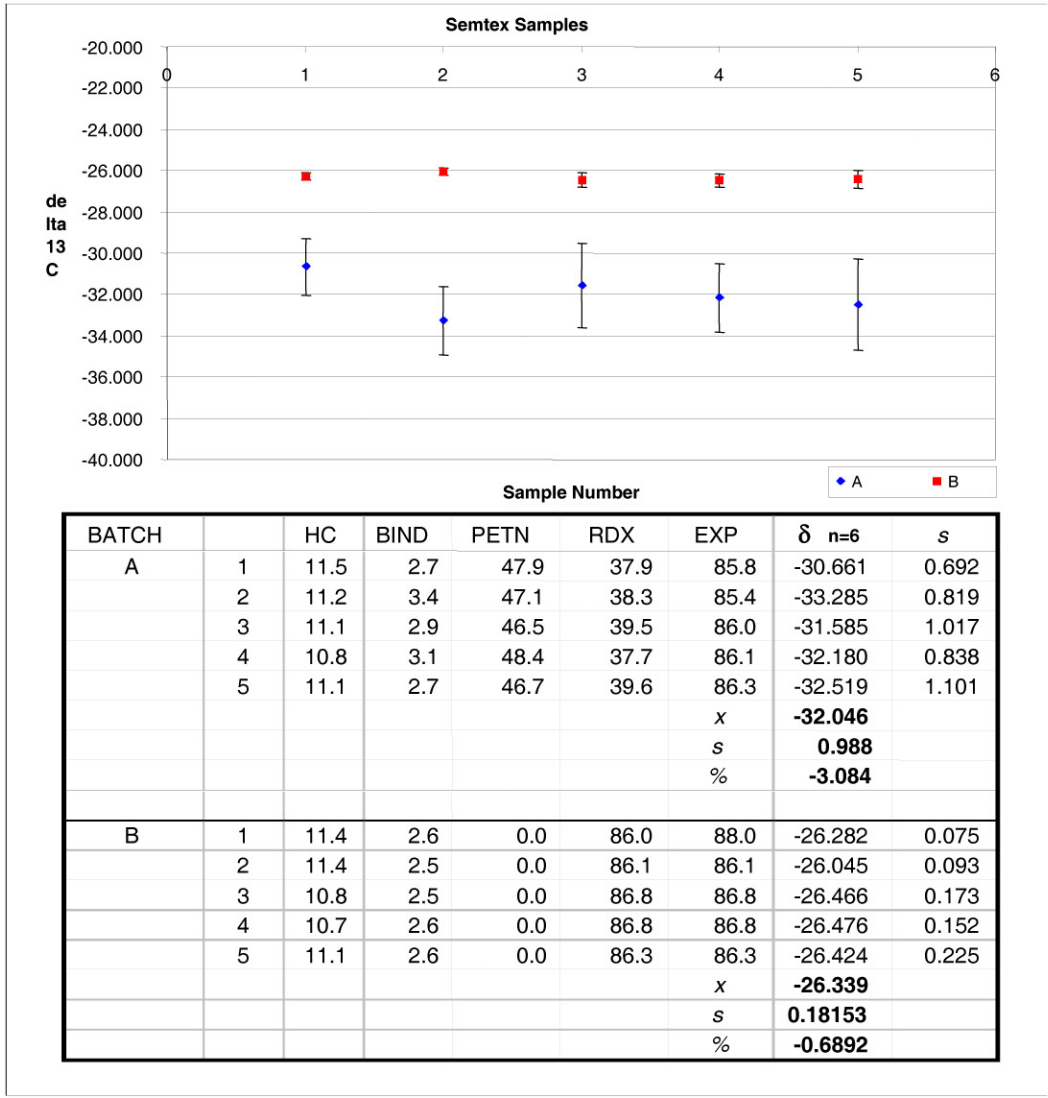 Semtex Samples
-20.000
0 1 2 3 4 5 6
-22.000
-24.000
-26.000
-28.000
-30.000
-32.000
-34.000
-36.000
-38.000
-40.000
de
lta
13
C
Sample Number
A B
BATCH HC BIND PETN RDX EXP δ n=6 s
A 1 11.5 2.7 47.9 37.9 85.8 -30.661 0.692
2 11.2 3.4 47.1 38.3 85.4 -33.285 0.819
3 11.1 2.9 46.5 39.5 86.0 -31.585 1.017
4 10.8 3.1 48.4 37.7 86.1 -32.180 0.838
5 11.1 2.7 46.7 39.6 86.3 -32.519 1.101
x -32.046
s 0.988
% -3.084
B 1 11.4 2.6 0.0 86.0 88.0 -26.282 0.075
2 11.4 2.5 0.0 86.1 86.1 -26.045 0.093
3 10.8 2.5 0.0 86.8 86.8 -26.466 0.173
4 10.7 2.6 0.0 86.8 86.8 -26.476 0.152
5 11.1 2.6 0.0 86.3 86.3 -26.424 0.225
x -26.339
s 0.18153
% -0.6892